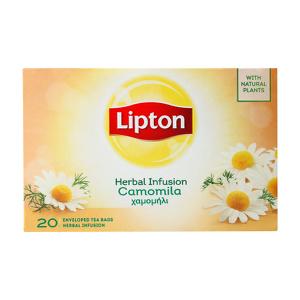 WITH
NATURAL
PLANTS
Lipton
Herbal Infusion
Camomila
χαμομήλι
20 ENVELOPED TEA BAGS
HERBAL INFUSION